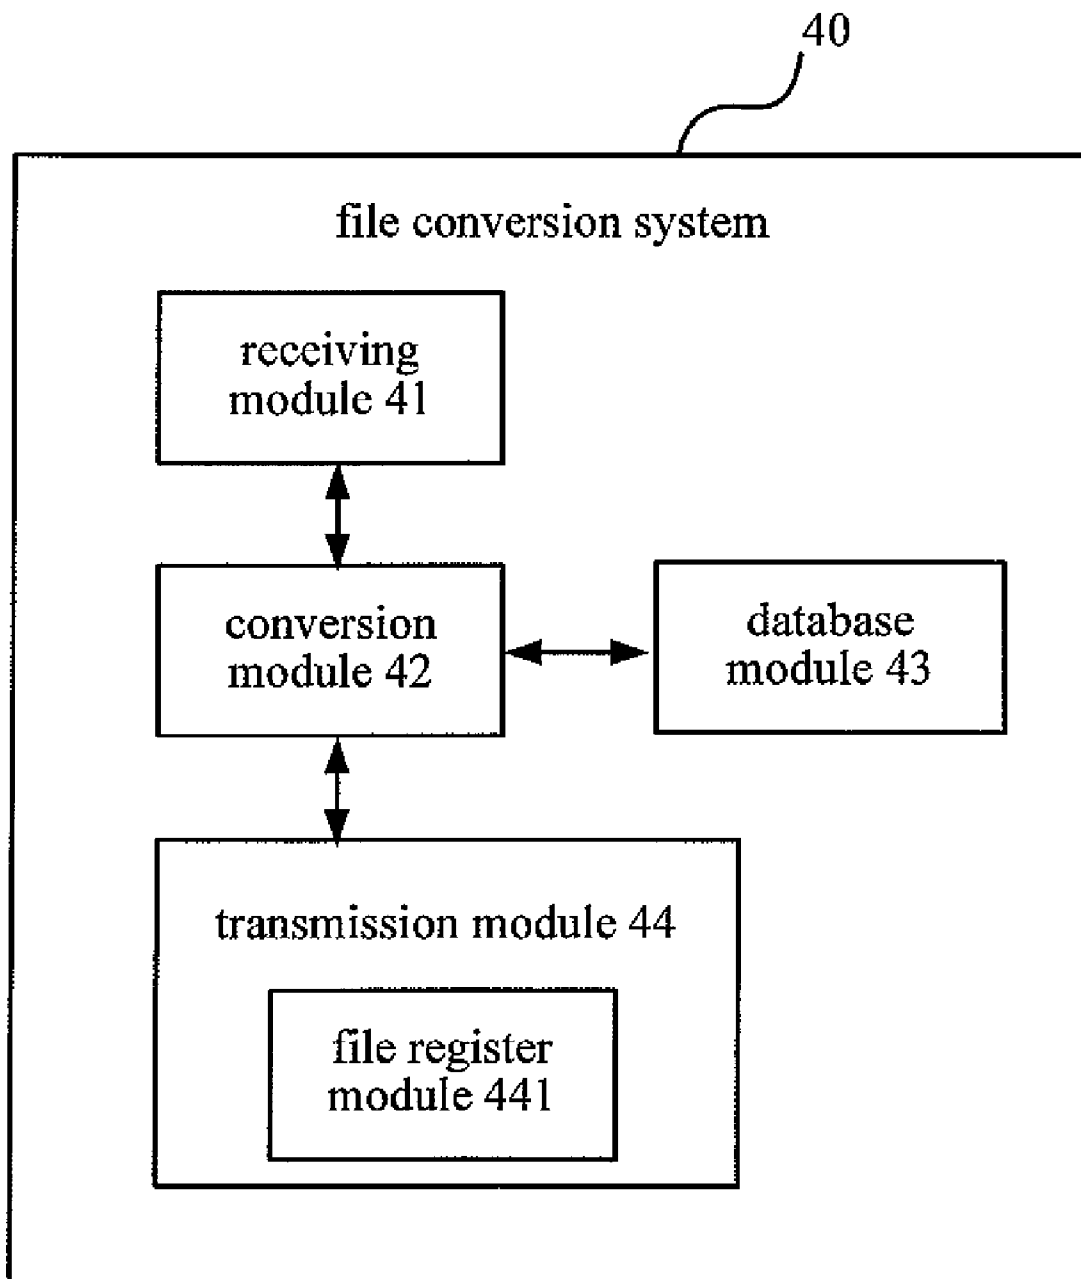 40
file conversion system
receiving
module 41
conversion
module 42
database
module 43
transmission module 44
file register
module 441